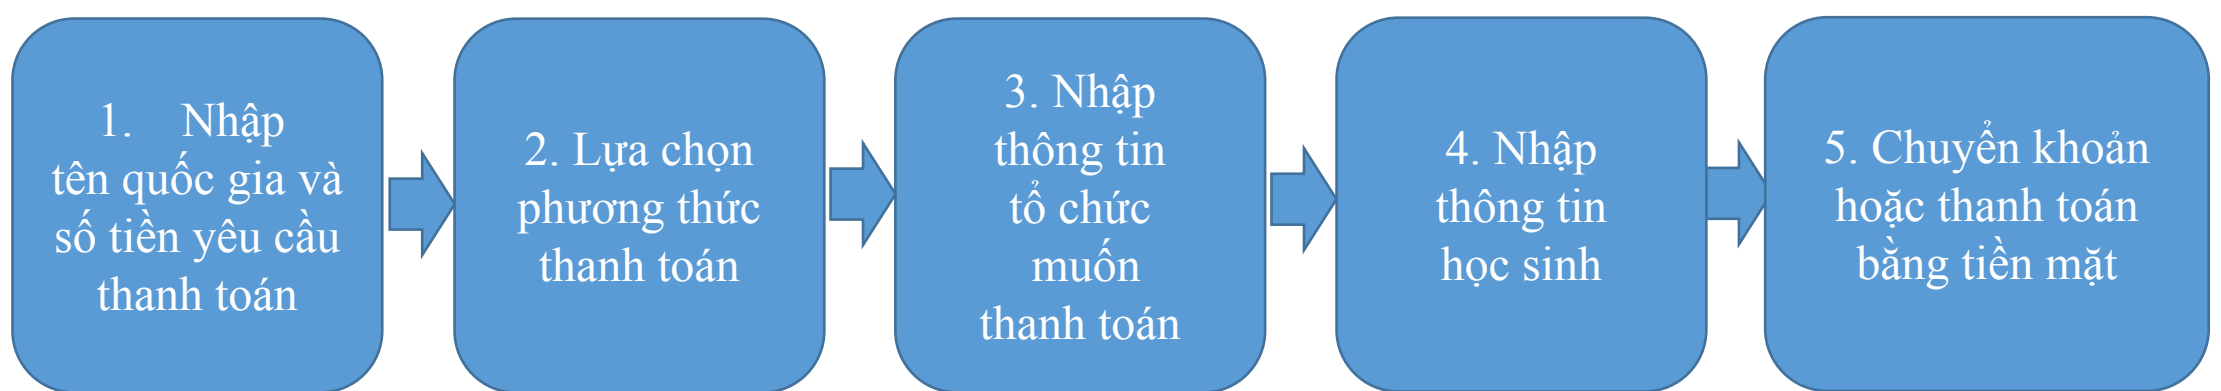 1. Nhập
tên quốc gia và
số tiền yêu cầu
thanh toán
2. Lựa chọn
phương thức
thanh toán
3. Nhập
thông tin
tổ chức
muốn
thanh toán
4. Nhập
thông tin
học sinh
5. Chuyển khoản
hoặc thanh toán
bằng tiền mặt